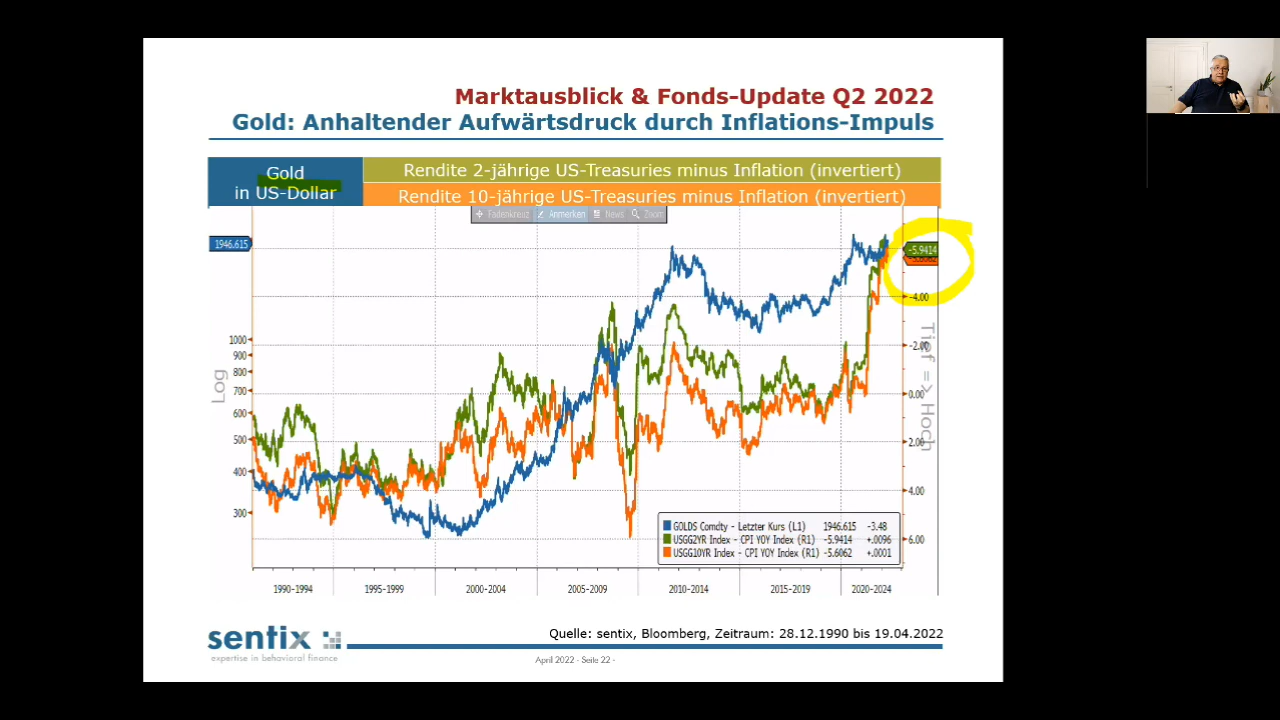 Marktausblick & Fonds-Update Q2 2022
Gold: Anhaltender Aufwärtsdruck durch Inflations-Impuls
Gold
in US-Dollar
Rendite 2-jährige US-Treasuries minus Inflation (invertiert)
Rendite 10-jährige US-Treasuries minus Inflation (invertiert)
Fadenkreuz Anmerken News Zoom
1946.615
-5.9414
-4.00
-2.00
0.00
2.00
4.00
6.00
Tief => Hoch
Log
1000
900
800
700
600
500
400
300
GOLDS Comdty - Letzter Kurs (L1) 1946.615 -3.48
USGG2YR Index - CPI YOY Index (R1) -5.9414 +.0096
USGG10YR Index - CPI YOY Index (R1) -5.6062 +.0001
1990-1994 1995-1999 2000-2004 2005-2009 2010-2014 2015-2019 2020-2024
sentix
expertise in behavioral finance
Quelle: sentix, Bloomberg, Zeitraum: 28.12.1990 bis 19.04.2022
April 2022 - Seite 22 -